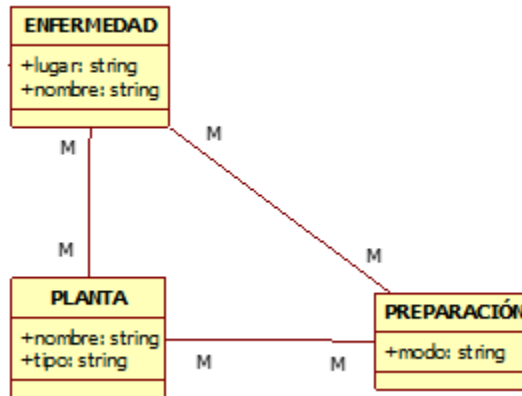 ENFERMEDAD
+lugar: string
+nombre: string
M
M
M
M
PLANTA
+nombre: string
+tipo: string
PREPARACIÓN
+modo: string
M
M